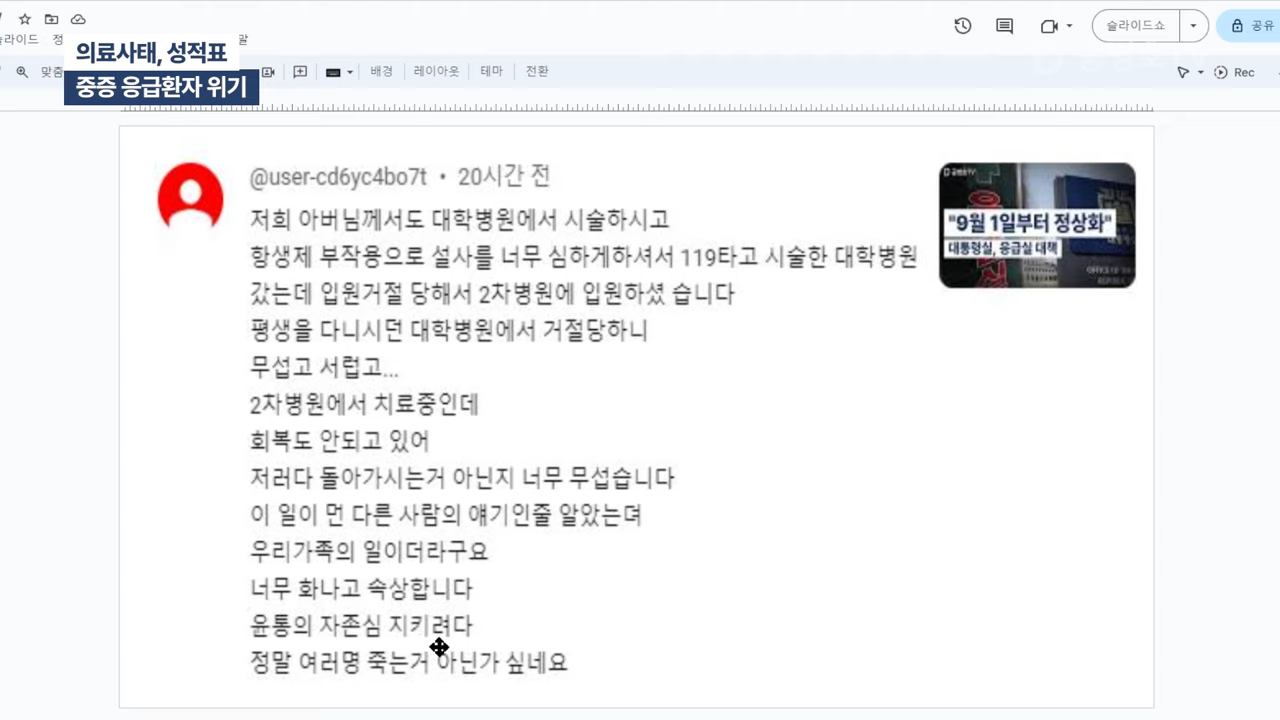 슬라이드쇼
공유
라이드
의료사태, 성적표
중증 응급환자 위기
배경
레이아웃
테마
전환
Rec
@user-cd6yc4bo7t • 20시간 전
저희 아버님께서도 대학병원에서 시술하시고
항생제 부작용으로 설사를 너무 심하게하셔서 119타고 시술한 대학병원
갔는데 입원거절 당해서 2차병원에 입원하셨 습니다
평생을 다니시던 대학병원에서 거절당하니
무섭고 서럽고...
2차병원에서 치료중인데
회복도 안되고 있어
저러다 돌아가시는거 아닌지 너무 무섭습니다
이 일이 먼 다른 사람의 얘기인줄 알았는뎌
우리가족의 일이더라구요
너무 화나고 속상합니다
윤통의 자존심 지키려다
정말 여러명 죽는거 아닌가 싶네요
"9월 1일부터 정상화"
대통령실, 응급실 대책